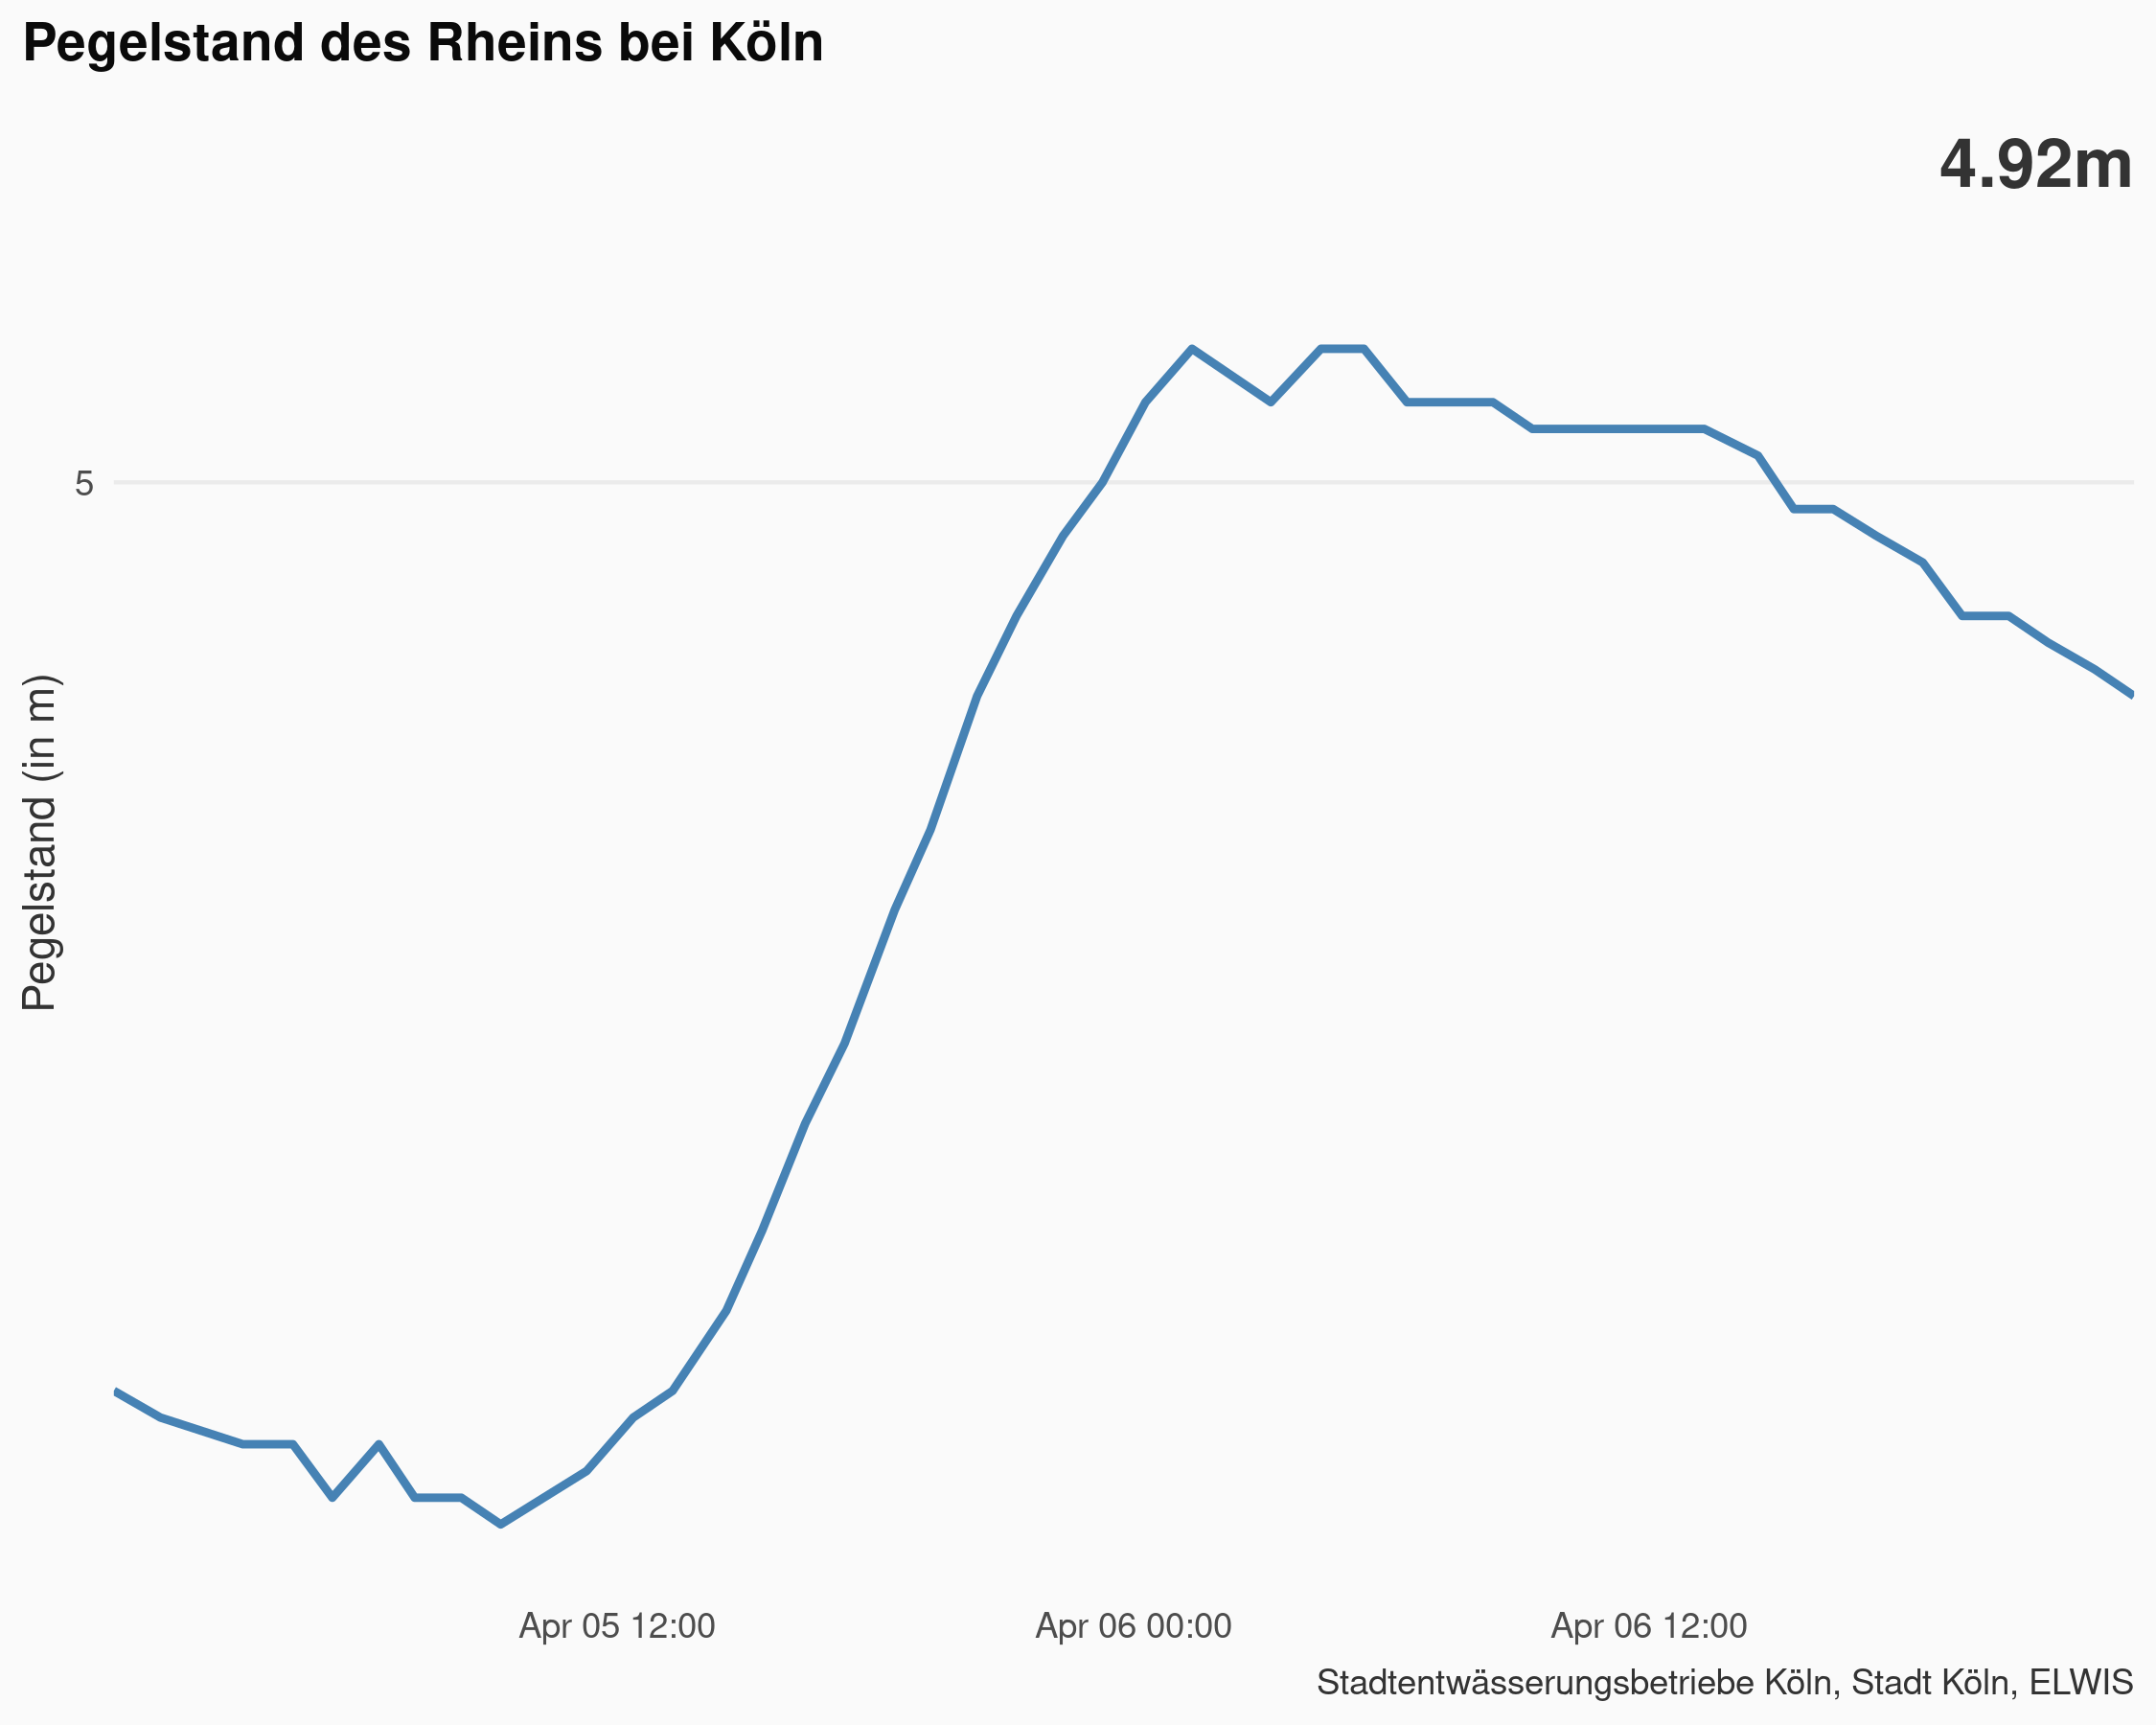 Pegelstand des Rheins bei Köln
4.92m
5
Pegelstand (in m)
Apr 05 12:00
Apr 06 00:00
Apr 06 12:00
Stadtentwässerungsbetriebe Köln, Stadt Köln, ELWIS